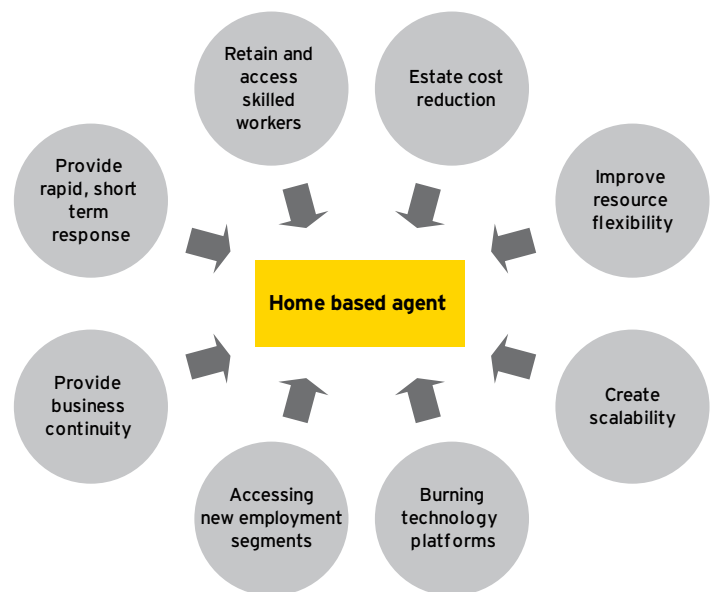 Retain and
access
skilled
workers
Estate cost
reduction
Provide
rapid, short
term
response
Improve
resource
flexibility
Home based agent
Provide
business
continuity
Create
scalability
Accessing
new employment
segments
Burning
technology
platforms